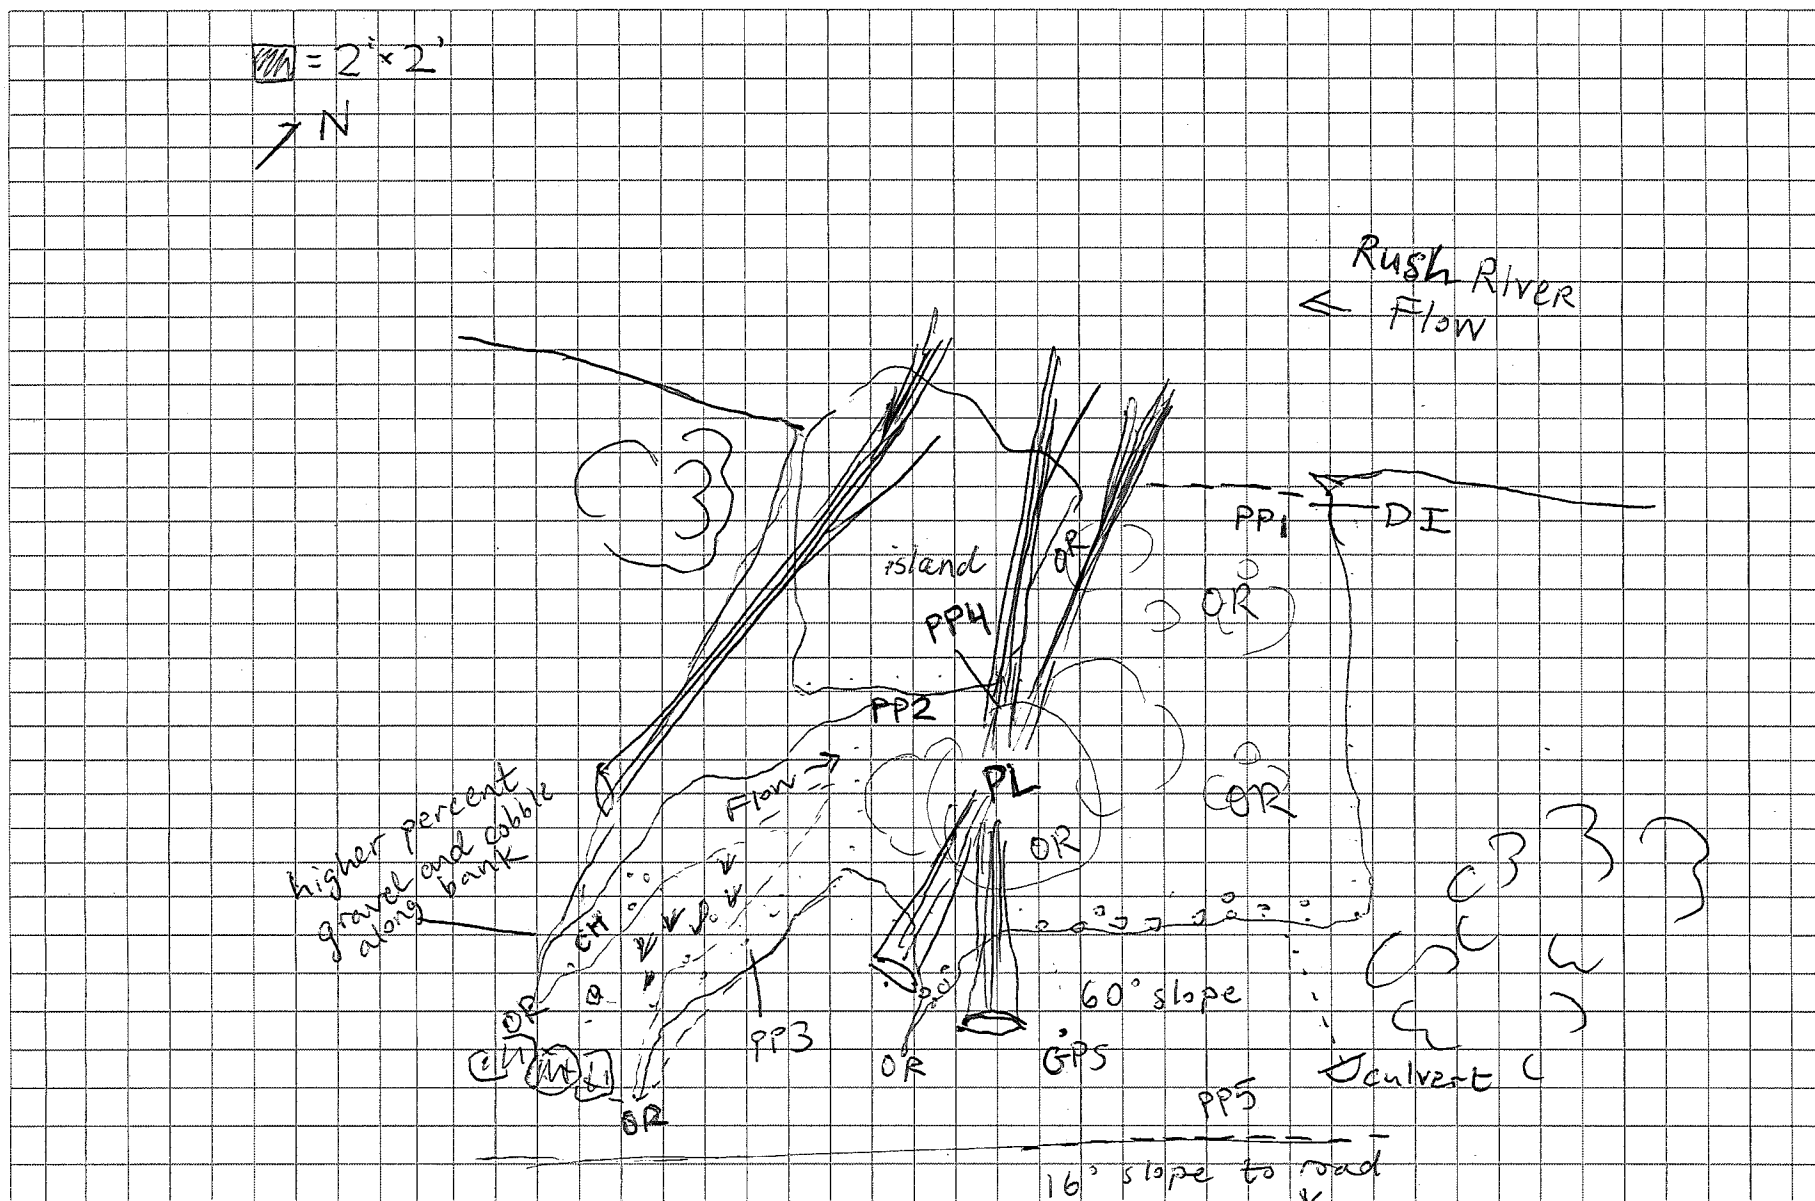 = 2' × 2'
N
Rush River
Flow
PP1
DI
island
OR
OR
PP4
PP2
PL
Flow
OR
OR
higher percent
gravel and cobble
along bank
CH
OR
60° slope
PP3
OR
GPS
culvert
OR
PP5
16° slope to road